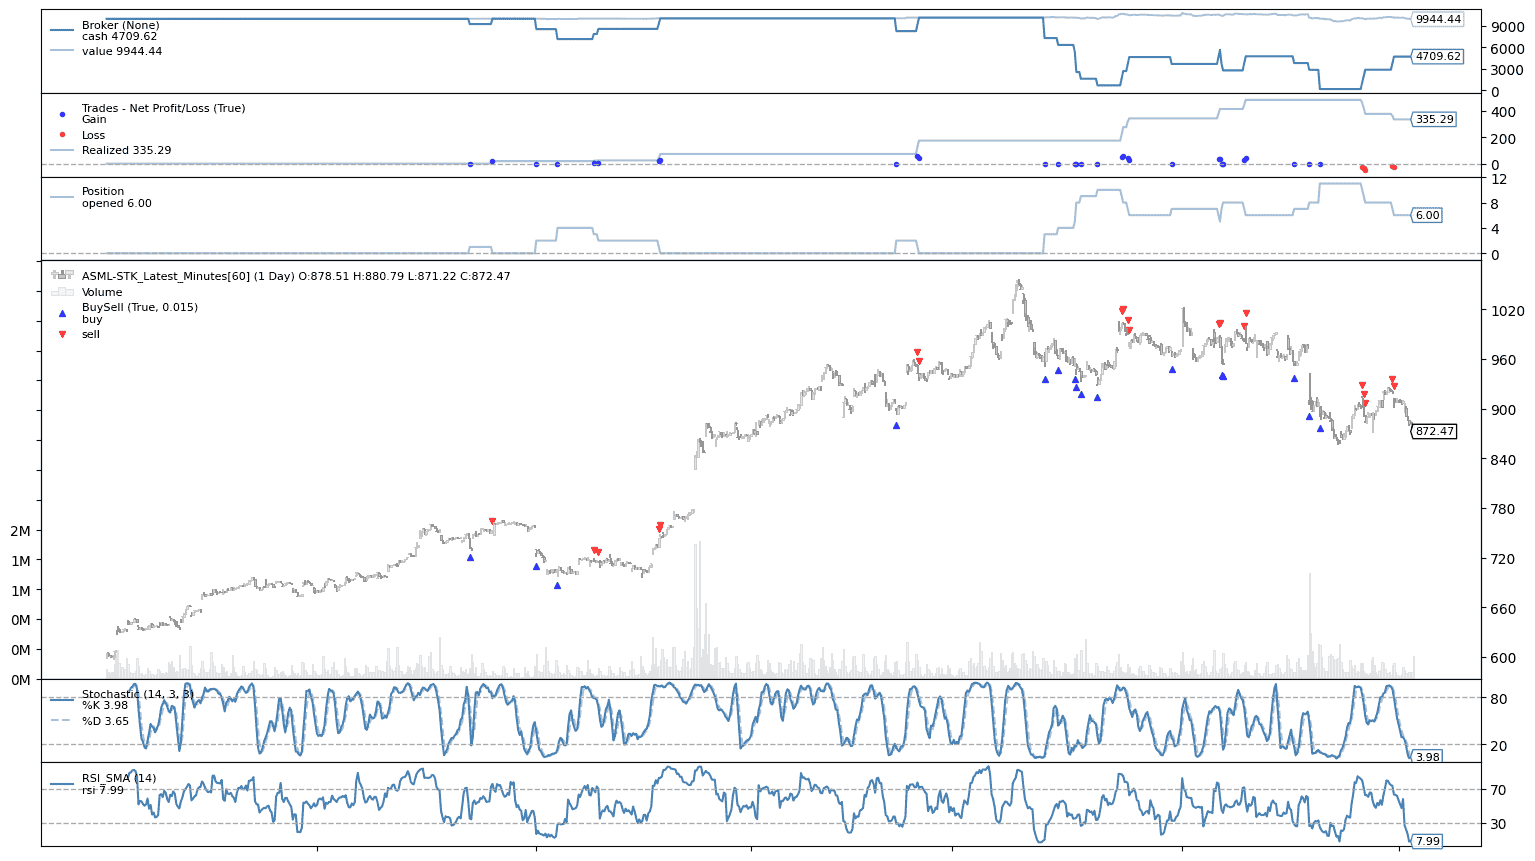 Broker (None)
cash 4709.62
value 9944.44
9944.44
9000
6000
4709.62
3000
0
Trades - Net Profit/Loss (True)
Gain
Loss
Realized 335.29
400
335.29
200
0
Position
opened 6.00
12
8
6.00
4
0
ASML-STK_Latest_Minutes[60] (1 Day) O:878.51 H:880.79 L:871.22 C:872.47
Volume
BuySell (True, 0.015)
buy
sell
1020
960
900
872.47
840
780
720
660
600
2M
1M
1M
0M
0M
0M
Stochastic (14, 3, 3)
%K 3.98
%D 3.65
80
20
3.98
RSI_SMA (14)
rsi 7.99
70
30
7.99